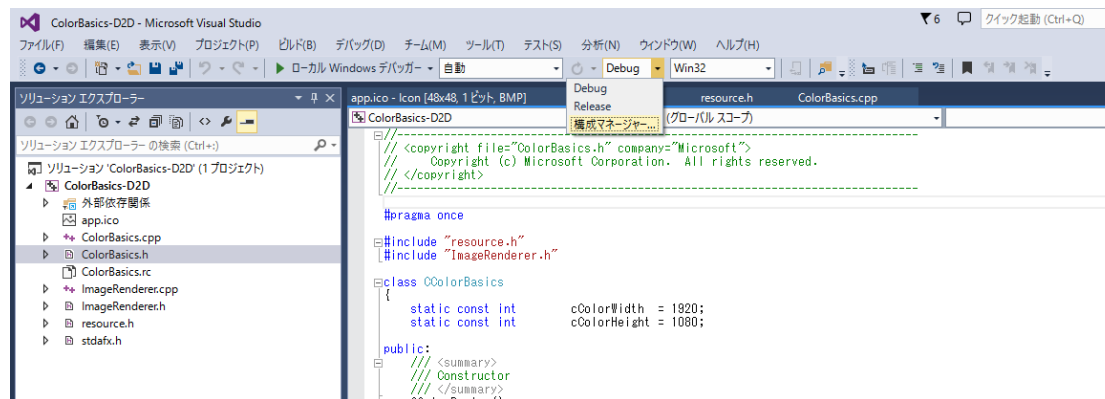 ColorBasics-D2D - Microsoft Visual Studio
6
クイック起動 (Ctrl+Q)
ファイル(F) 編集(E) 表示(V) プロジェクト(P) ビルド(B) デバッグ(D) チーム(M) ツール(T) テスト(S) 分析(N) ウィンドウ(W) ヘルプ(H)
ローカル Windows デバッガー 自動 Debug Win32
Debug
Release
構成マネージャー...
ソリューション エクスプローラー
ソリューション エクスプローラー の検索 (Ctrl+;)
ソリューション 'ColorBasics-D2D' (1 プロジェクト)
ColorBasics-D2D
外部依存関係
app.ico
ColorBasics.cpp
ColorBasics.h
ColorBasics.rc
ImageRenderer.cpp
ImageRenderer.h
resource.h
stdafx.h
app.ico - Icon [48x48, 1 ビット, BMP] resource.h ColorBasics.cpp
ColorBasics-D2D (グローバル スコープ)
//------------------------------------------------------------------------------
// <copyright file="ColorBasics.h" company="Microsoft">
//     Copyright (c) Microsoft Corporation.  All rights reserved.
// </copyright>
//------------------------------------------------------------------------------
#pragma once
#include "resource.h"
#include "ImageRenderer.h"
class CColorBasics
{
static const int        cColorWidth  = 1920;
static const int        cColorHeight = 1080;
public:
/// <summary>
/// Constructor
/// </summary>